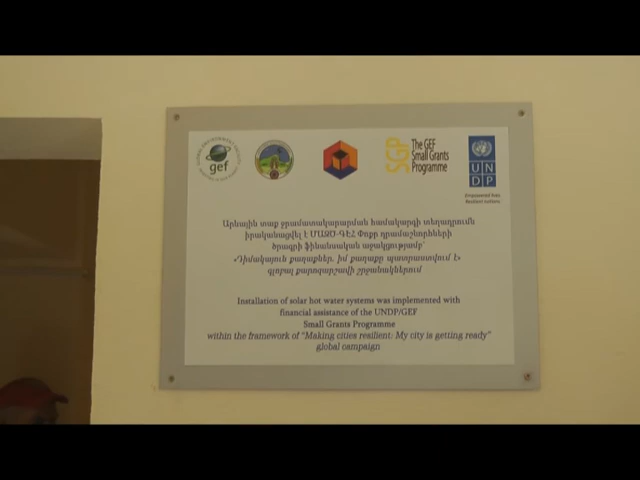 gef
The GEF
Small Grants
Programme
SGP
UN
DP
Empowered lives
Resilient nations
Արևային տաք ջրամատակարարման համակարգի տեղադրումն
իրականացվել է ՄԱԶԾ-ԳԷՀ Փոքր դրամաշնորհների
ծրագրի ֆինանսական աջակցությամբ՝
«Դիմակայուն քաղաքներ. իմ քաղաքը պատրաստվում է»
գլոբալ քարոզարշավի շրջանակներում
Installation of solar hot water systems was implemented with
financial assistance of the UNDP/GEF
Small Grants Programme
within the framework of "Making cities resilient: My city is getting ready"
global campaign